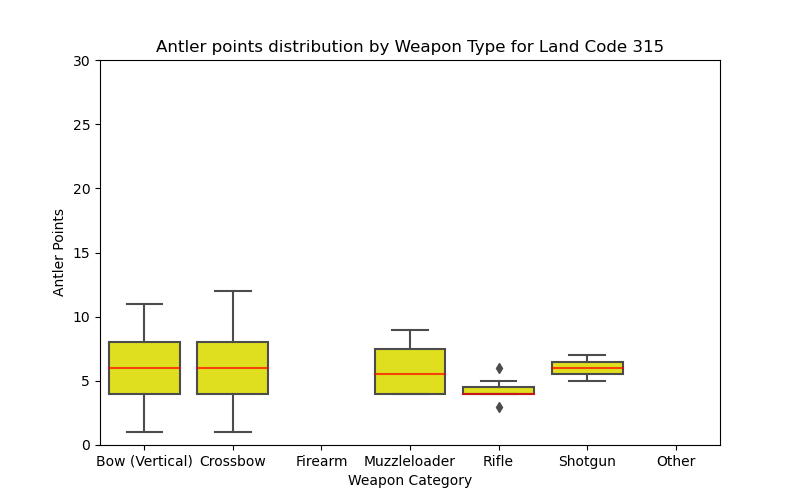 Antler points distribution by Weapon Type for Land Code 315
30
25
20
15
10
5
0
Antler Points
Bow (Vertical) Crossbow Firearm Muzzleloader Rifle Shotgun Other
Weapon Category